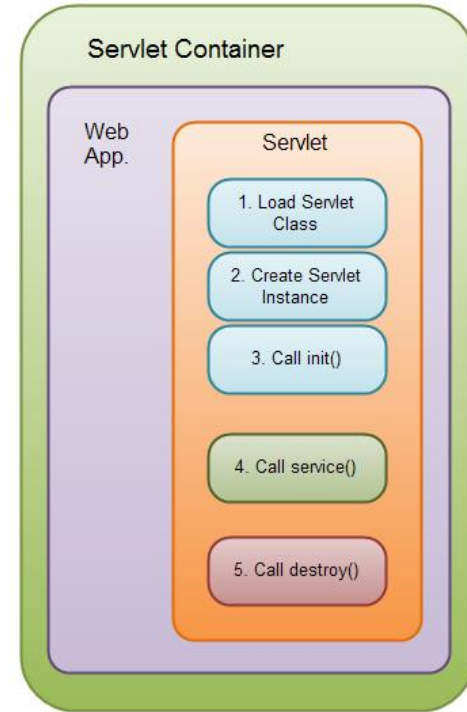 Servlet Container
Web
App.
Servlet
1. Load Servlet
Class
2. Create Servlet
Instance
3. Call init()
4. Call service()
5. Call destroy()